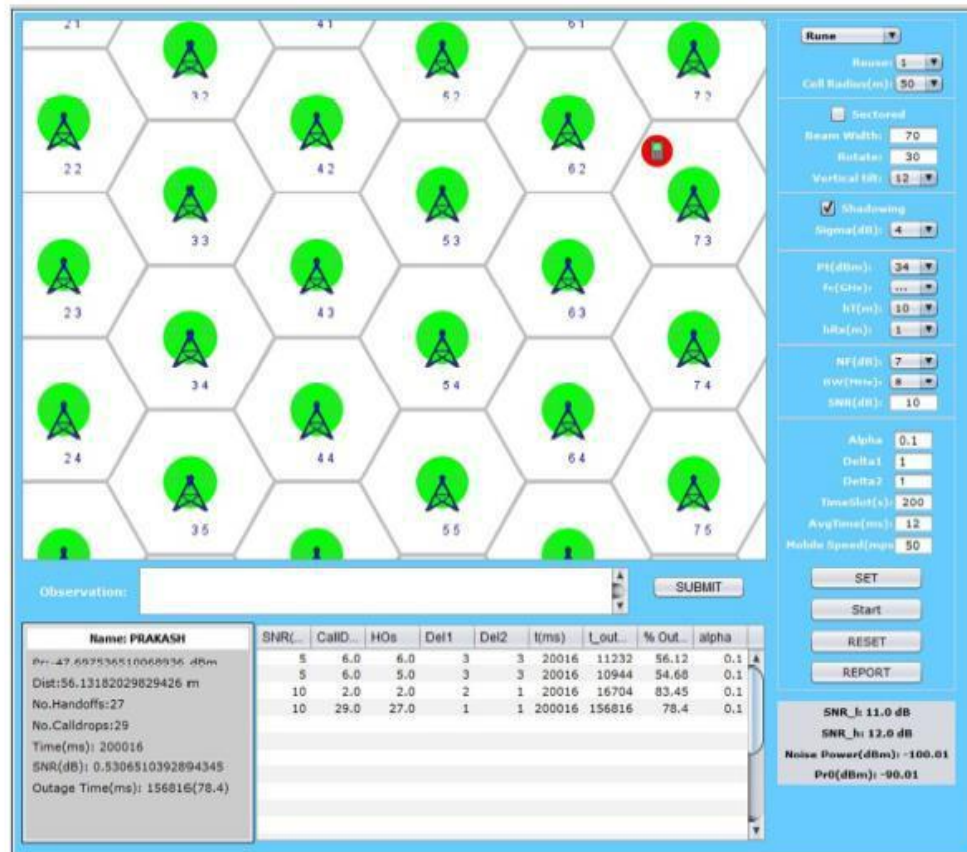 21
41
61
32
52
72
22
42
62
33
53
73
23
43
63
34
54
74
24
44
64
35
55
75
Rune
Reuse: 1
Cell Radius(m): 50
Sectored
Beam Width: 70
Rotate: 30
Vertical tilt: 12
Shadowing
Sigma(dB): 4
Pt(dBm): 34
fc(GHz): ...
hT(m): 10
hRx(m): 1
NF(dB): 7
BW(MHz): 8
SNR(dB): 10
Alpha 0.1
Delta1 1
Delta2 1
TimeSlot(s): 200
AvgTime(ms): 12
Mobile Speed(mps 50
SET
Start
RESET
REPORT
SNR_l: 11.0 dB
SNR_h: 12.0 dB
Noise Power(dBm): -100.01
Pr0(dBm): -90.01
Observation:
SUBMIT
Name: PRAKASH
Pr:-47.697536510068936 dBm
Dist:56.13182029829426 m
No.Handoffs:27
No.Calldrops:29
Time(ms): 200016
SNR(dB): 0.5306510392894345
Outage Time(ms): 156816(78.4)
SNR(... CallD... HOs Del1 Del2 t(ms) t_out... % Out... alpha
5 6.0 6.0 3 3 20016 11232 56.12 0.1
5 6.0 5.0 3 3 20016 10944 54.68 0.1
10 2.0 2.0 2 1 20016 16704 83.45 0.1
10 29.0 27.0 1 1 200016 156816 78.4 0.1